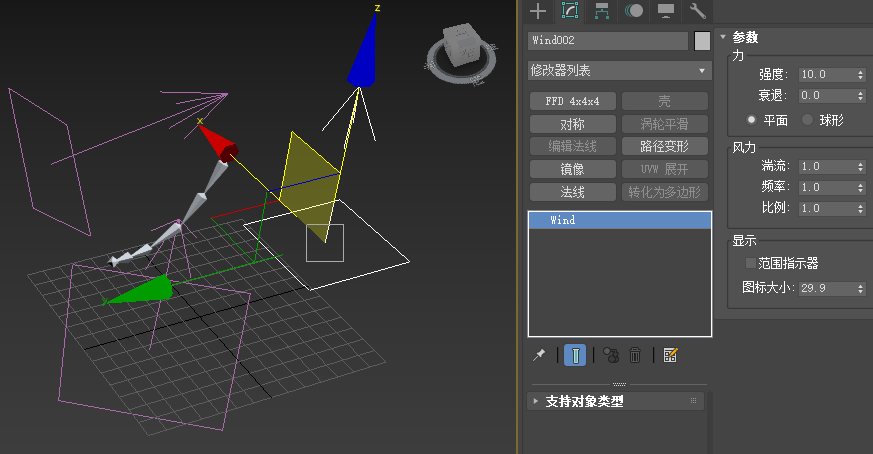 z
x
y
Wind002
修改器列表
FFD 4x4x4 壳
对称 涡轮平滑
编辑法线 路径变形
镜像 UVW 展开
法线 转化为多边形
Wind
支持对象类型
参数
力
强度: 10.0
衰退: 0.0
平面 球形
风力
湍流: 1.0
频率: 1.0
比例: 1.0
显示
范围指示器
图标大小: 29.9